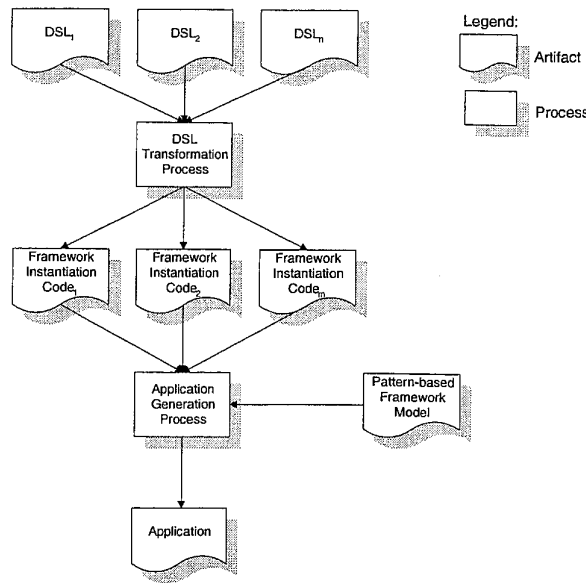 Legend:
DSL₁
DSL₂
DSLₙ
Artifact
Process
DSL
Transformation
Process
Framework
Instantiation
Code₁
Framework
Instantiation
Code₂
Framework
Instantiation
Codeₘ
Application
Generation
Process
Pattern-based
Framework
Model
Application